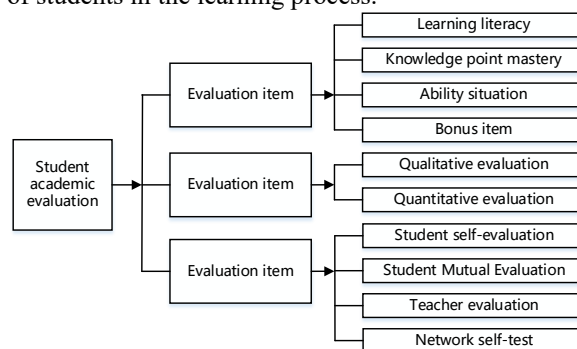 of students in the learning process.
Learning literacy
Knowledge point mastery
Evaluation item
Ability situation
Bonus item
Student
academic
evaluation
Evaluation item
Qualitative evaluation
Quantitative evaluation
Evaluation item
Student self-evaluation
Student Mutual Evaluation
Teacher evaluation
Network self-test